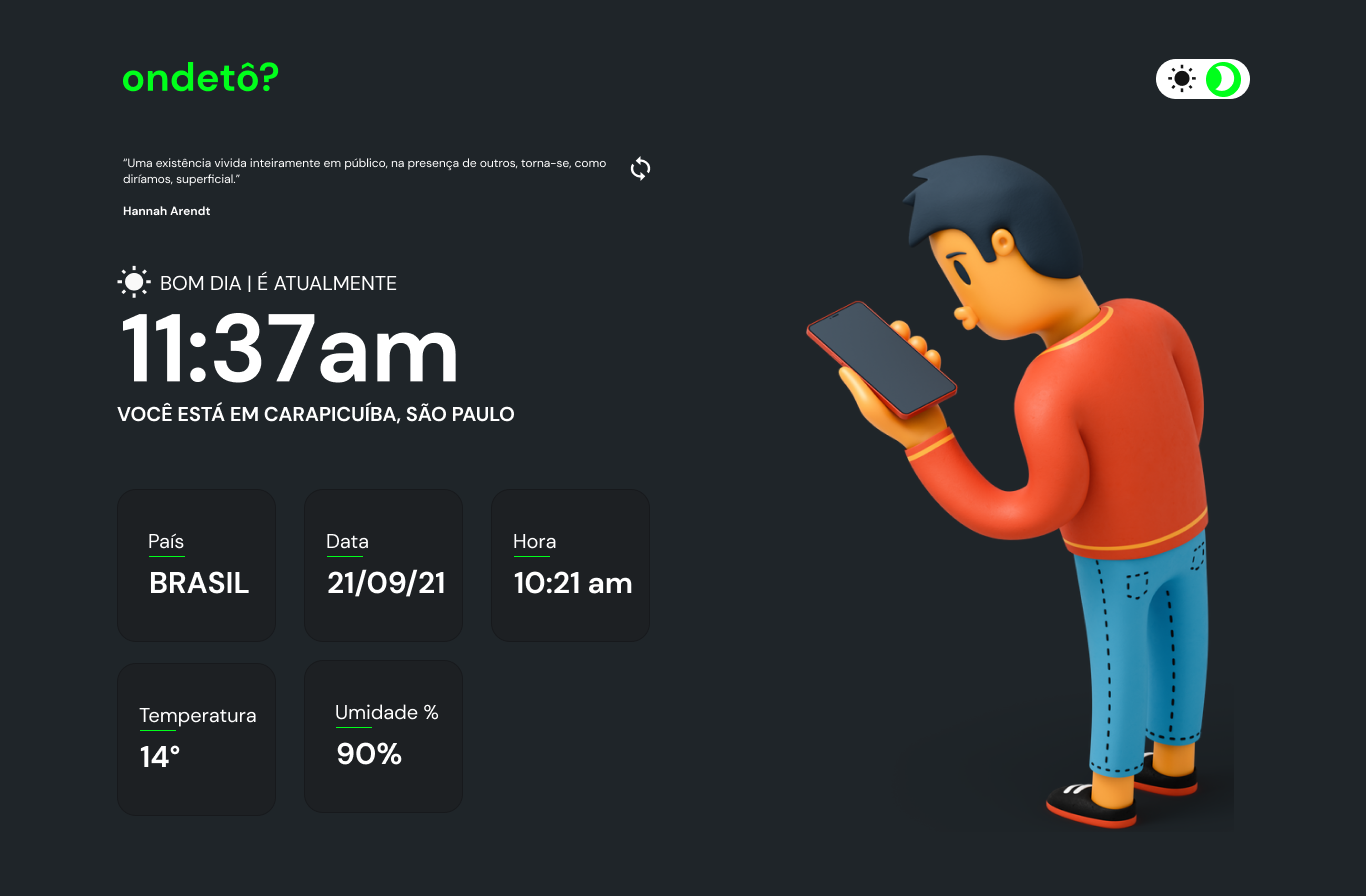 ondetô?
“Uma existência vivida inteiramente em público, na presença de outros, torna-se, como
diríamos, superficial.”
Hannah Arendt
BOM DIA | É ATUALMENTE
11:37am
VOCÊ ESTÁ EM CARAPICUÍBA, SÃO PAULO
País
BRASIL
Data
21/09/21
Hora
10:21 am
Temperatura
14°
Umidade %
90%